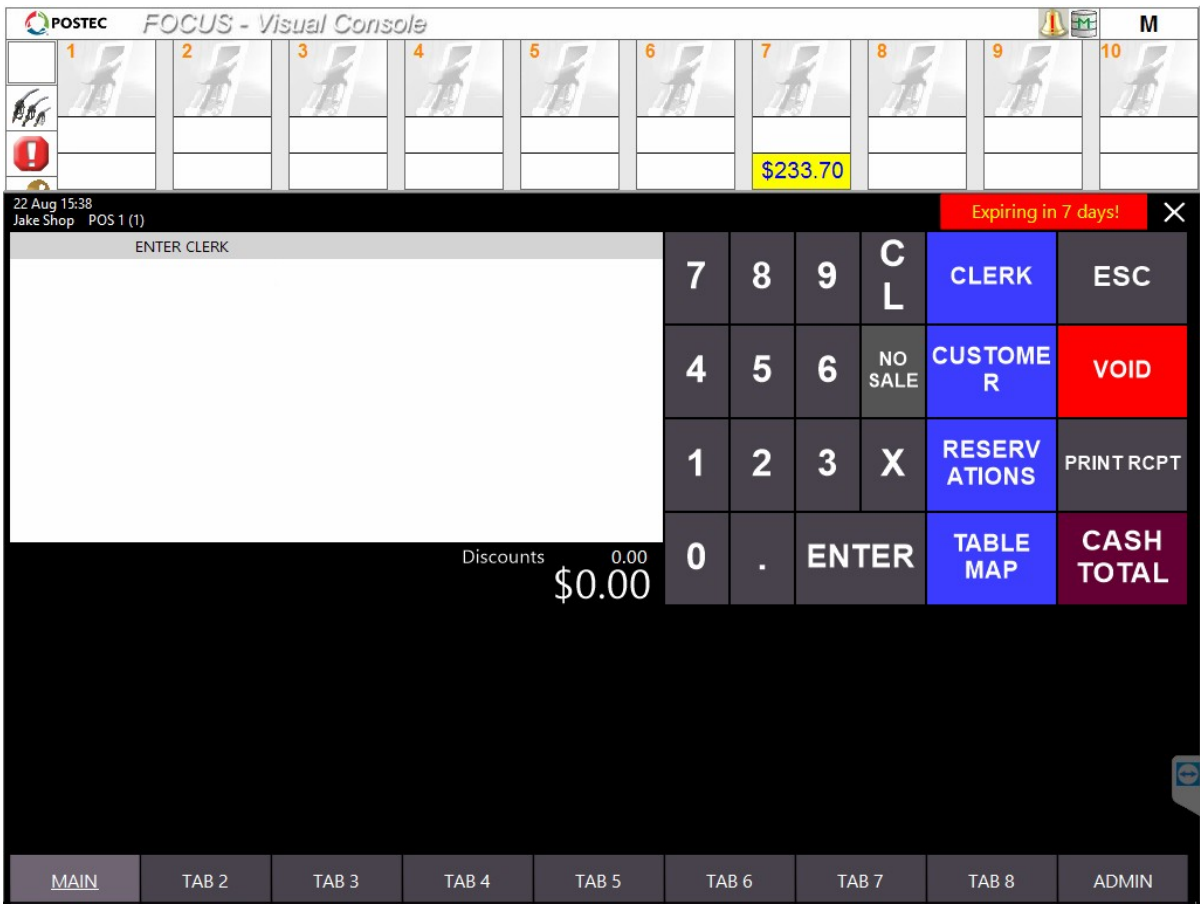 POSTEC FOCUS - Visual Console M
1 2 3 4 5 6 7 8 9 10
$233.70
22 Aug 15:38
Jake Shop POS 1 (1)
Expiring in 7 days!
ENTER CLERK
7 8 9 C
L
CLERK
ESC
4 5 6 NO
SALE
CUSTOME
R
VOID
1 2 3 X
RESERV
ATIONS
PRINT RCPT
Discounts 0.00
$0.00
0 . ENTER
TABLE
MAP
CASH
TOTAL
MAIN TAB 2 TAB 3 TAB 4 TAB 5 TAB 6 TAB 7 TAB 8 ADMIN